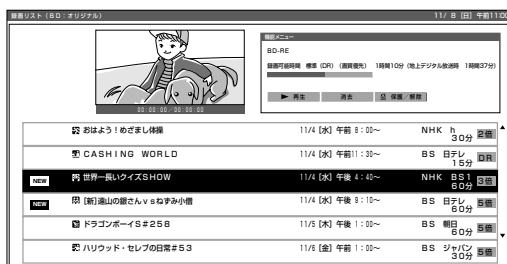 録画リスト（BD：オリジナル） 11/ 8 [日] 午前11:00
機能メニュー
BD-RE
録画可能時間 標準（DR）（画質優先） 1時間10分（地上デジタル放送時 1時間37分）
▶ 再生 消去 保護／解除
00:00:00/00:00:00
おはよう！めざまし体操 11/4 [水] 午前 8：00〜 NHK h 30分 2倍
CASHING WORLD 11/4 [水] 午前11：30〜 BS 日テレ 15分 DR
NEW 世界一長いクイズSHOW 11/4 [水] 午後 4：40〜 NHK BS1 60分 3倍
NEW [新]遠山の銀さんvsねずみ小僧 11/4 [水] 午後 9：10〜 BS 日テレ 60分 5倍
ドラゴンボーイS＃258 11/5 [木] 午後 1：00〜 BS 朝日 60分 5倍
ハリウッド・セレブの日常＃53 11/6 [金] 午前 1：00〜 BS ジャパン 30分 5倍